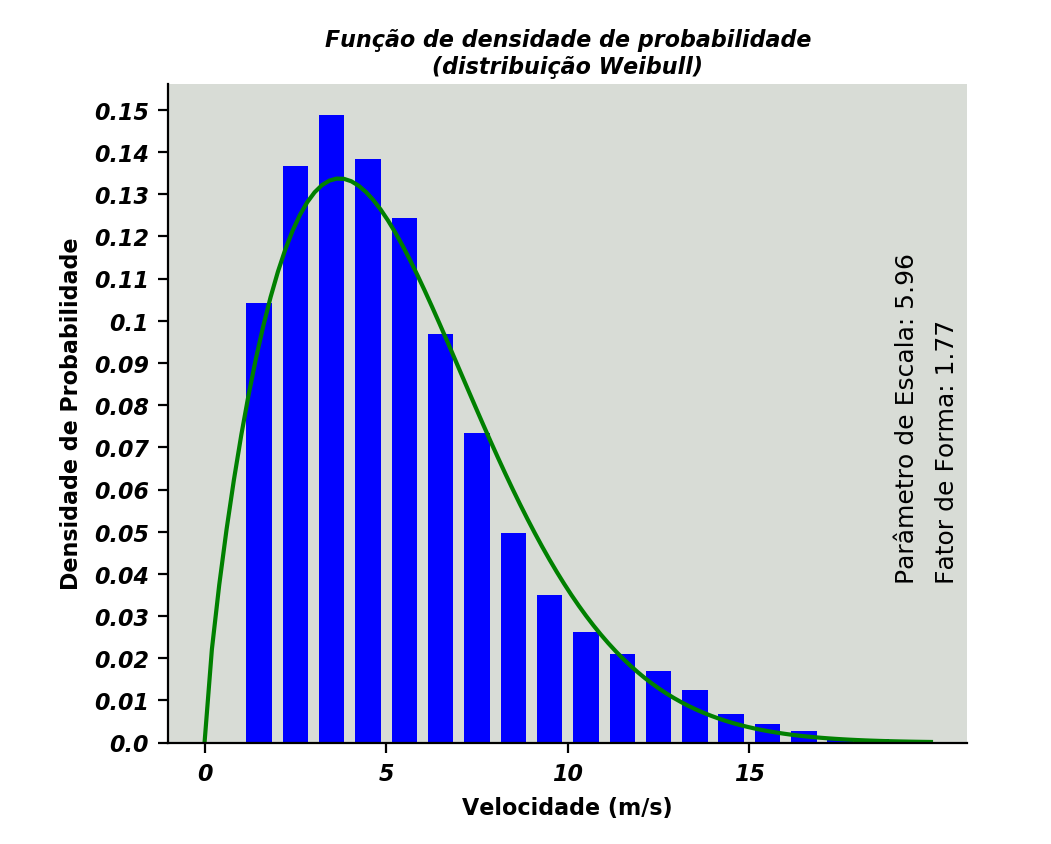 Função de densidade de probabilidade
(distribuição Weibull)
Densidade de Probabilidade
0.15
0.14
0.13
0.12
0.11
0.1
0.09
0.08
0.07
0.06
0.05
0.04
0.03
0.02
0.01
0.0
Parâmetro de Escala: 5.96
Fator de Forma: 1.77
0 5 10 15
Velocidade (m/s)